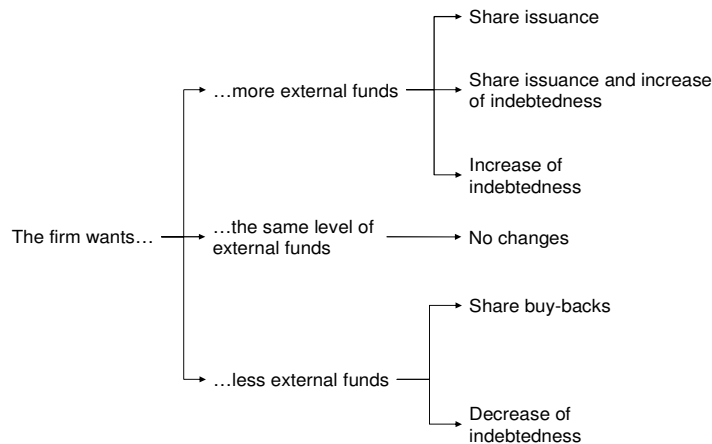 Share issuance
…more external funds
Share issuance and increase
of indebtedness
Increase of
indebtedness
The firm wants…
…the same level of
external funds
No changes
Share buy-backs
…less external funds
Decrease of
indebtedness